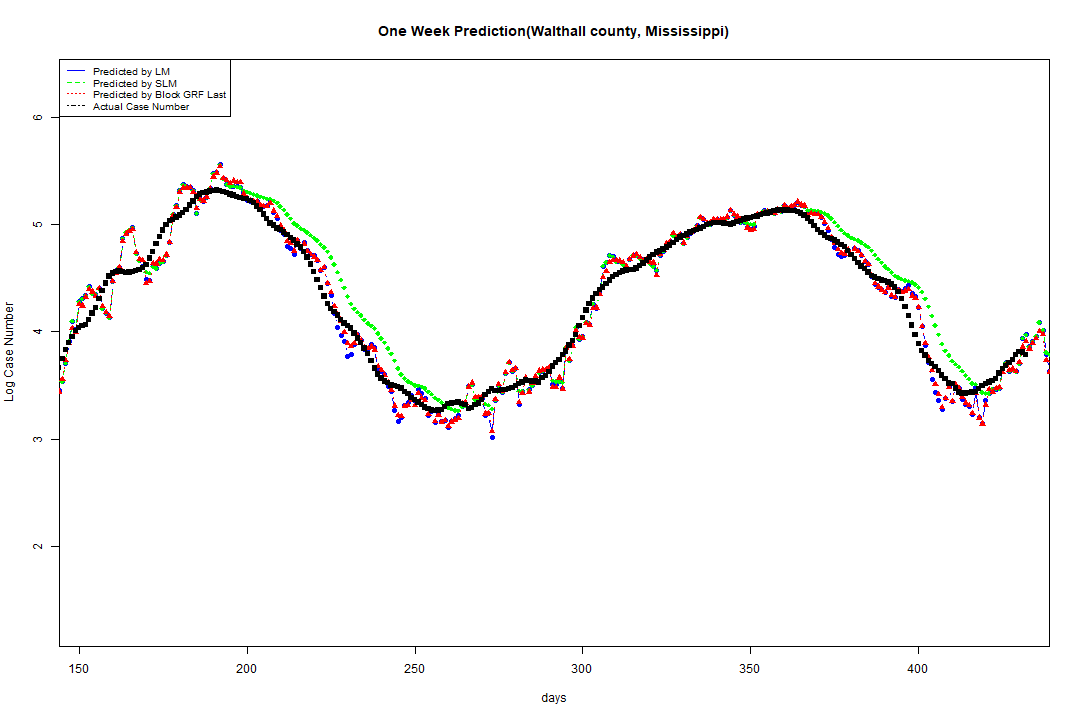 One Week Prediction(Walthall county, Mississippi)
Predicted by LM
Predicted by SLM
Predicted by Block GRF Last
Actual Case Number
Log Case Number
6
5
4
3
2
150 200 250 300 350 400
days